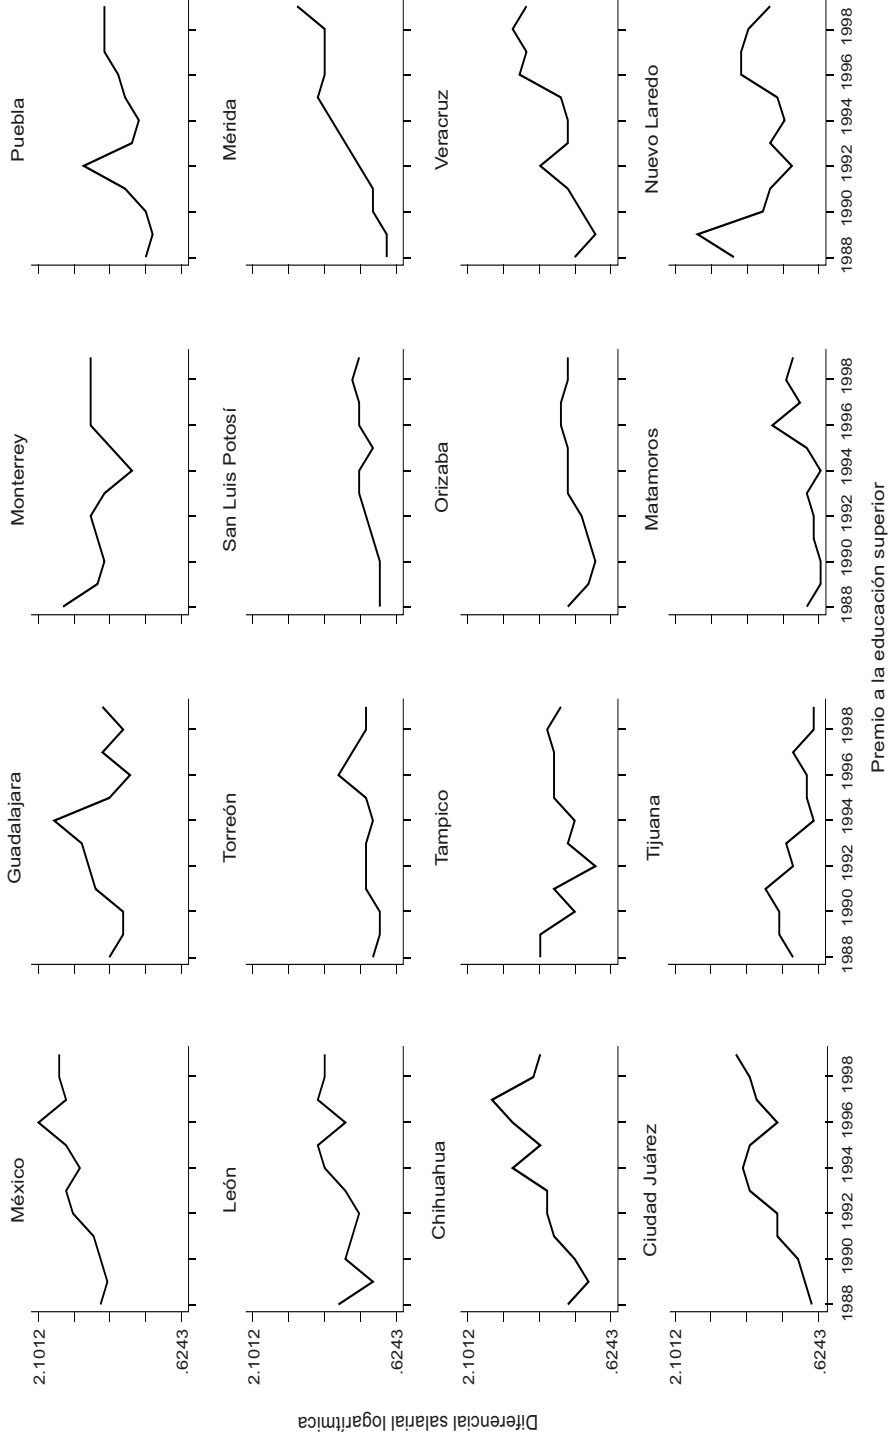 Diferencial salarial logarítmica
México
Guadalajara
Monterrey
Puebla
2.1012
.6243
León
Torreón
San Luis Potosí
Mérida
2.1012
.6243
Chihuahua
Tampico
Orizaba
Veracruz
2.1012
.6243
Ciudad Juárez
Tijuana
Matamoros
Nuevo Laredo
2.1012
.6243
1988 1990 1992 1994 1996 1998
1988 1990 1992 1994 1996 1998
1988 1990 1992 1994 1996 1998
1988 1990 1992 1994 1996 1998
Premio a la educación superior